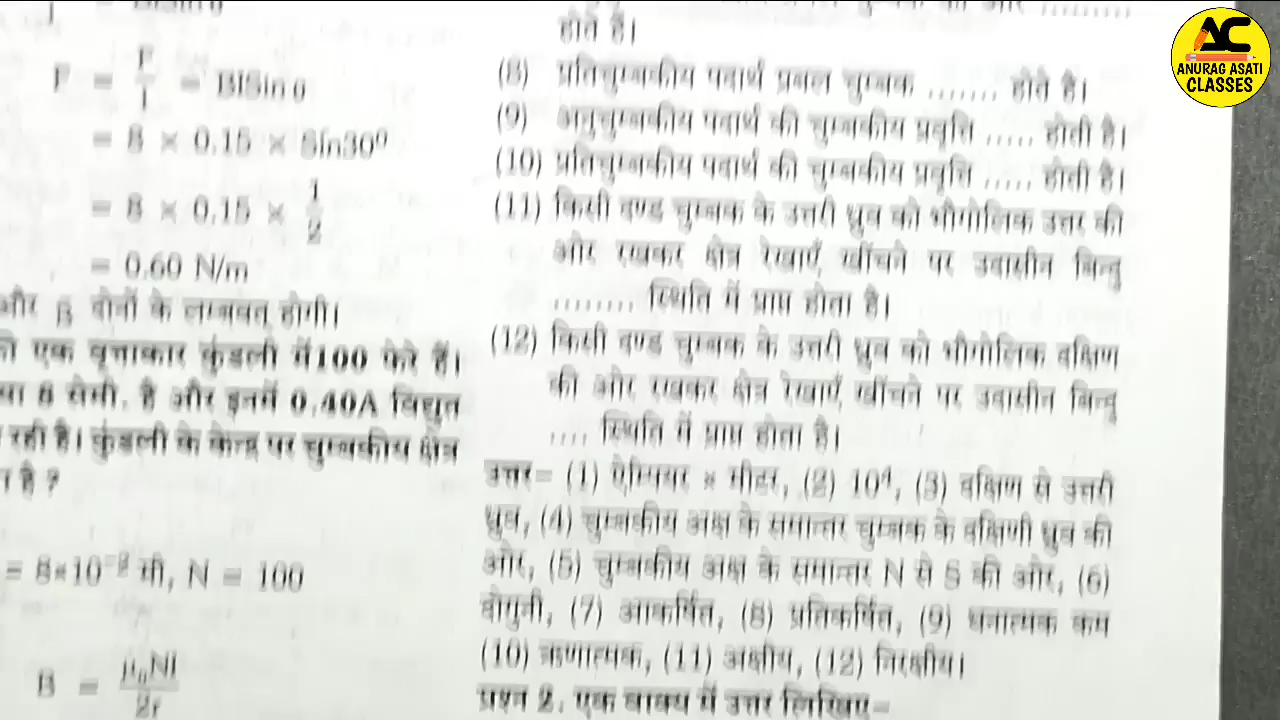 F = F/l = BlSinθ
= 8 × 0.15 × Sin30⁰
= 8 × 0.15 × 1/2
= 0.60 N/m
और B दोनों के लम्बवत् होगी।
एक वृत्ताकार कुंडली में 100 फेरे हैं।
8 सेमी. है और इनमें 0.40A विद्युत
रही है। कुंडली के केन्द्र पर चुम्बकीय क्षेत्र
है ?
= 8×10⁻² मी, N = 100
B = μ₀NI/2r
होते हैं।
(8) प्रतिचुम्बकीय पदार्थ प्रबल चुम्बक ....... होते है।
(9) अनुचुम्बकीय पदार्थ की चुम्बकीय प्रवृत्ति ..... होती है।
(10) प्रतिचुम्बकीय पदार्थ की चुम्बकीय प्रवृत्ति ..... होती है।
(11) किसी दण्ड चुम्बक के उत्तरी ध्रुव को भौगोलिक उत्तर की
ओर रखकर क्षेत्र रेखाएँ खींचने पर उदासीन बिन्दु
........ स्थिति में प्राप्त होता है।
(12) किसी दण्ड चुम्बक के उत्तरी ध्रुव को भौगोलिक दक्षिण
की ओर रखकर क्षेत्र रेखाएँ खींचने पर उदासीन बिन्दु
.... स्थिति में प्राप्त होता है।
उत्तर= (1) ऐम्पियर × मीटर, (2) 10⁴, (3) दक्षिण से उत्तरी
ध्रुव, (4) चुम्बकीय अक्ष के समान्तर चुम्बक के दक्षिणी ध्रुव की
ओर, (5) चुम्बकीय अक्ष के समान्तर N से S की ओर, (6)
दोगुनी, (7) आकर्षित, (8) प्रतिकर्षित, (9) धनात्मक कम
(10) ऋणात्मक, (11) अक्षीय, (12) निरक्षीय।
प्रश्न 2. एक वाक्य में उत्तर लिखिए=
AC
ANURAG ASATI
CLASSES